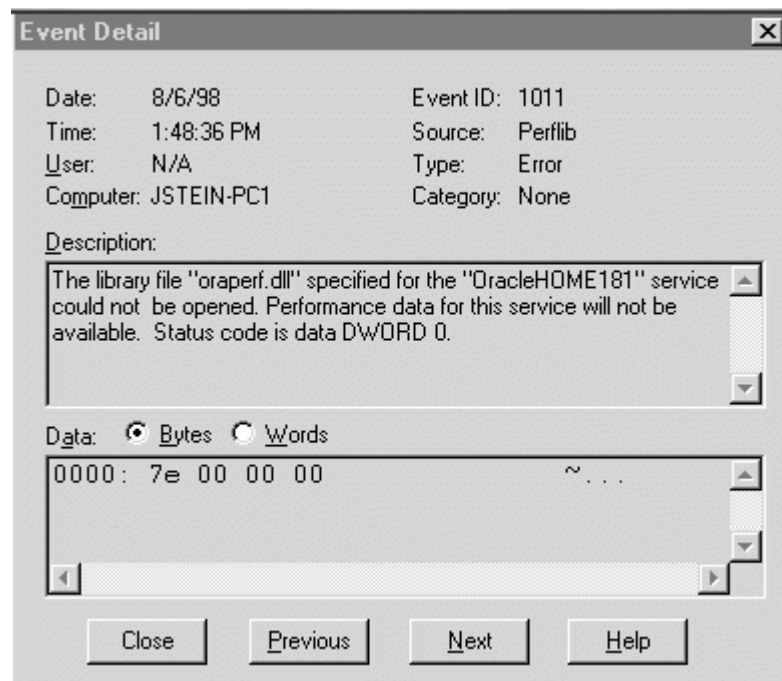 Event Detail
Date: 8/6/98 Event ID: 1011
Time: 1:48:36 PM Source: Perflib
User: N/A Type: Error
Computer: JSTEIN-PC1 Category: None
Description:
The library file "oraperf.dll" specified for the "OracleHOME181" service
could not be opened. Performance data for this service will not be
available. Status code is data DWORD 0.
Data: Bytes Words
0000: 7e 00 00 00 ~...
Close Previous Next Help